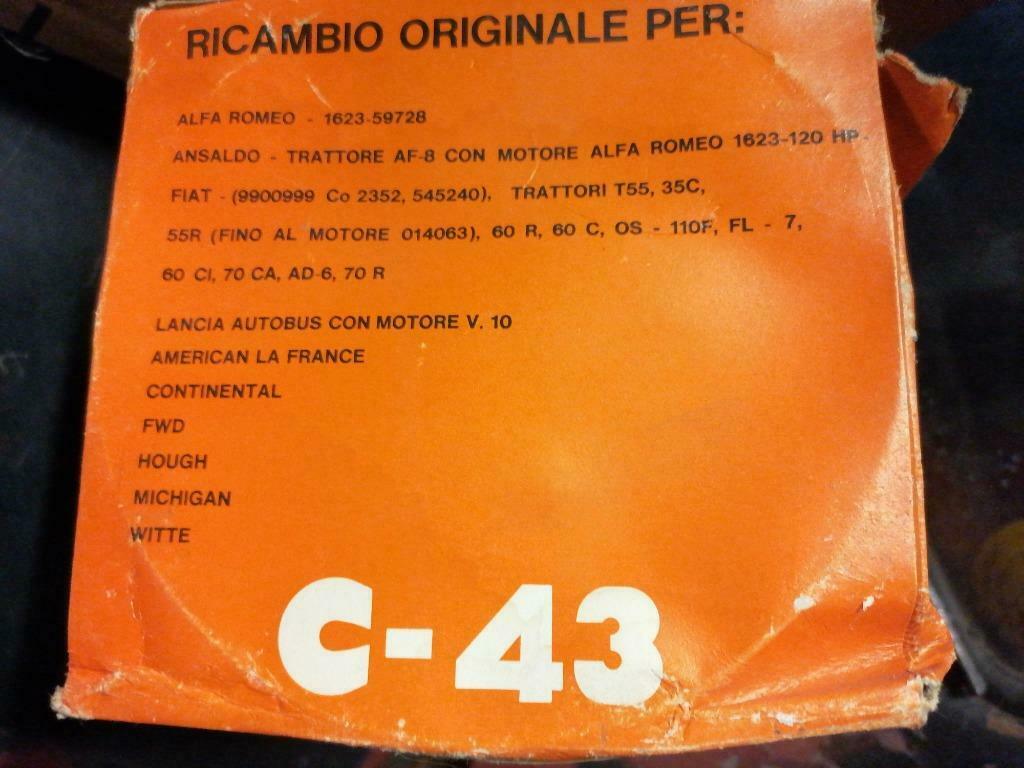 RICAMBIO ORIGINALE PER:
ALFA ROMEO - 1623-59728
ANSALDO - TRATTORE AF-8 CON MOTORE ALFA ROMEO 1623-120 HP -
FIAT - (9900999 Co 2352, 545240), TRATTORI T55, 35C,
55R (FINO AL MOTORE 014063), 60 R, 60 C, OS - 110F, FL - 7,
60 CI, 70 CA, AD-6, 70 R
LANCIA AUTOBUS CON MOTORE V. 10
AMERICAN LA FRANCE
CONTINENTAL
FWD
HOUGH
MICHIGAN
WITTE
C-43